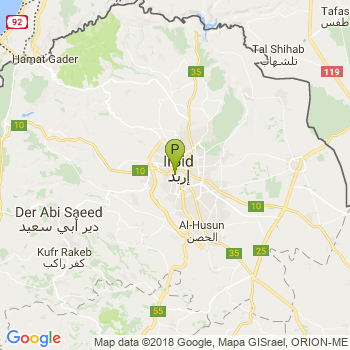 92
Tafas
طفس
Hamat Gader
Tal Shihab
تلشهاب
35
119
10
P
Irbid
إربد
10
Der Abi Saeed
دير أبي سعيد
10
Al-Husun
الحصن
Kufr Rakeb
كفر راكب
25
35
55
Google
Map data ©2018 Google, Mapa GISrael, ORION-ME